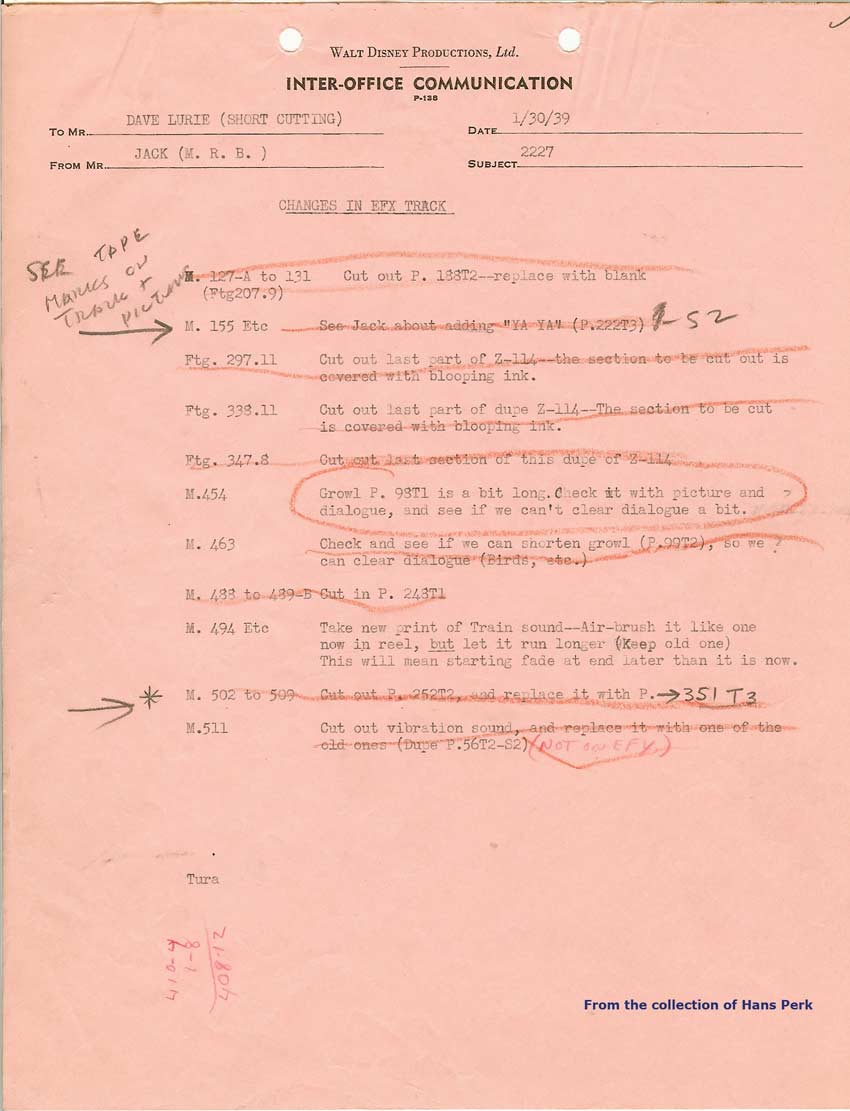 WALT DISNEY PRODUCTIONS, Ltd.
INTER-OFFICE COMMUNICATION
P-138
TO MR. DAVE LURIE (SHORT CUTTING) DATE 1/30/39
FROM MR. JACK (M. R. B. ) SUBJECT 2227
CHANGES IN EFX TRACK
SEE TAPE
MARKS ON
TRACK +
PICTURE
M. 127-A to 131 Cut out P. 188T2--replace with blank
(Ftg207.9)
M. 155 Etc See Jack about adding "YA YA" (P.222T3) 1-S2
Ftg. 297.11 Cut out last part of Z-114--the section to be cut out is
covered with blooping ink.
Ftg. 338.11 Cut out last part of dupe Z-114--The section to be cut
is covered with blooping ink.
Ftg. 347.8 Cut out last section of this dupe of Z-114
M.454 Growl P. 98T1 is a bit long. Check it with picture and ?
dialogue, and see if we can't clear dialogue a bit.
M. 463 Check and see if we can shorten growl (P.99T2), so we ?
can clear dialogue (Birds, etc.)
M. 488 to 489-B Cut in P. 248T1
M. 494 Etc Take new print of Train sound--Air-brush it like one
now in reel, but let it run longer (Keep old one)
This will mean starting fade at end later than it is now.
M. 502 to 509 Cut out P. 252T2, and replace it with P. → 351 T3
M.511 Cut out vibration sound, and replace it with one of the
old ones (Dupe P.56T2-S2) (NOT ON EFX.)
Tura
410-4
1-8
408-12
From the collection of Hans Perk